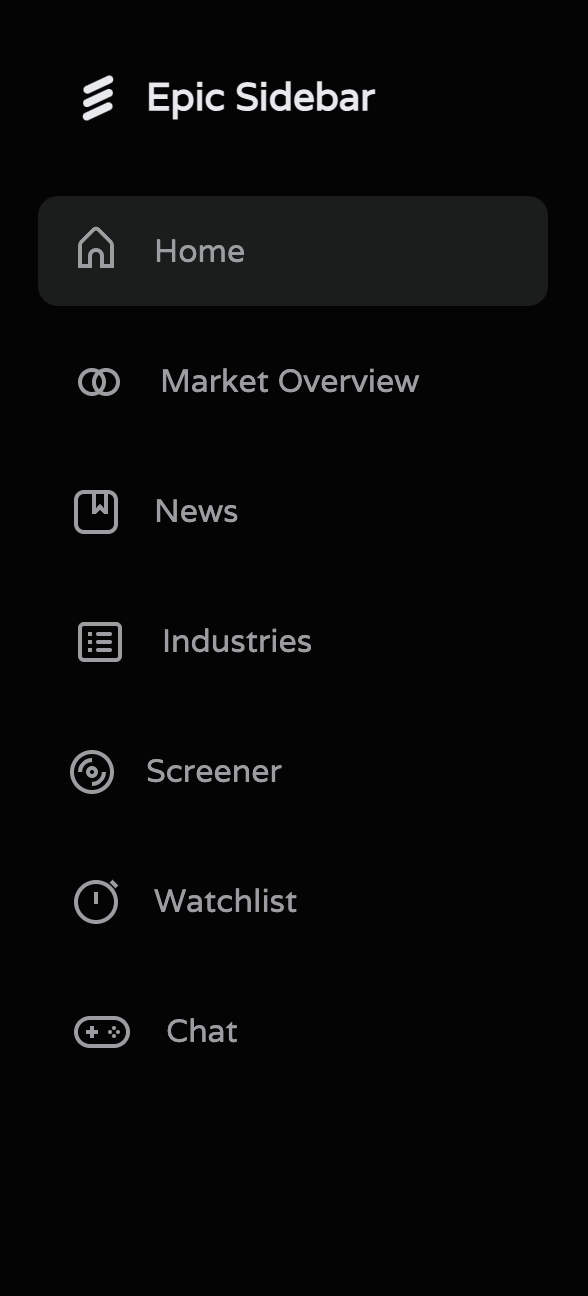 Epic Sidebar
Home
Market Overview
News
Industries
Screener
Watchlist
Chat